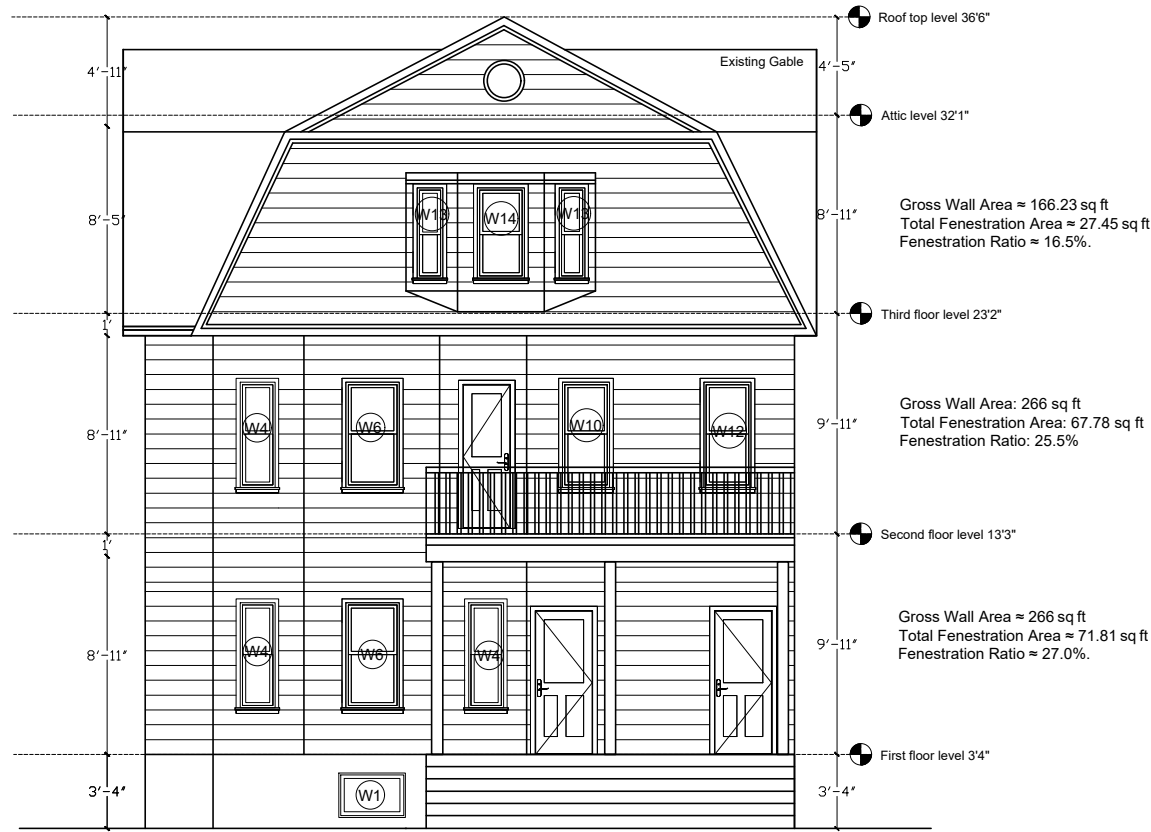 Roof top level 36'6"
Existing Gable
4'-11"
4'-5"
Attic level 32'1"
W13
W14
W13
8'-5"
8'-11"
Gross Wall Area ≈ 166.23 sq ft
Total Fenestration Area ≈ 27.45 sq ft
Fenestration Ratio ≈ 16.5%.
1'
Third floor level 23'2"
W4
W6
W10
W12
8'-11"
9'-11"
Gross Wall Area: 266 sq ft
Total Fenestration Area: 67.78 sq ft
Fenestration Ratio: 25.5%
Second floor level 13'3"
1'
W4
W6
W4
8'-11"
9'-11"
Gross Wall Area ≈ 266 sq ft
Total Fenestration Area ≈ 71.81 sq ft
Fenestration Ratio ≈ 27.0%.
First floor level 3'4"
3'-4"
W1
3'-4"